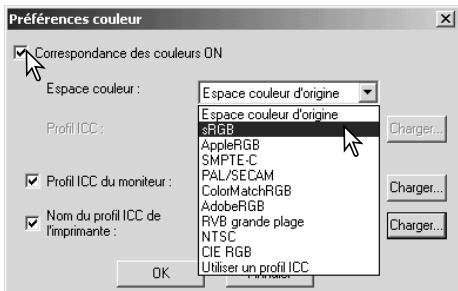 Préférences couleur
Correspondance des couleurs ON
Espace couleur : Espace couleur d'origine
Espace couleur d'origine
sRGB
Profil ICC : Charger...
AppleRGB
SMPTE-C
PAL/SECAM
Profil ICC du moniteur : Charger...
ColorMatchRGB
AdobeRGB
Nom du profil ICC de
l'imprimante : Charger...
RVB grande plage
NTSC
CIE RGB
Utiliser un profil ICC
OK